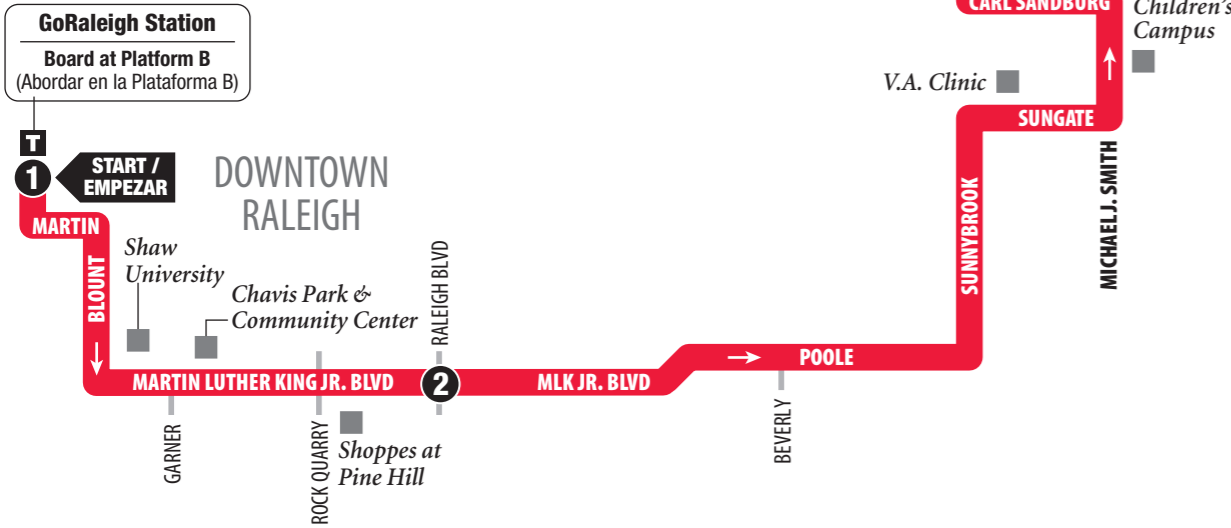 GoRaleigh Station
Board at Platform B
(Abordar en la Plataforma B)
T
1
START /
EMPEZAR
DOWNTOWN
RALEIGH
MARTIN
BLOUNT
Shaw
University
Chavis Park &
Community Center
RALEIGH BLVD
MARTIN LUTHER KING JR. BLVD
2
MLK JR. BLVD
GARNER
ROCK QUARRY
Shoppes at
Pine Hill
POOLE
BEVERLY
SUNNYBROOK
V.A. Clinic
SUNGATE
MICHAEL J. SMITH
CARL SANDBURG
Children's
Campus